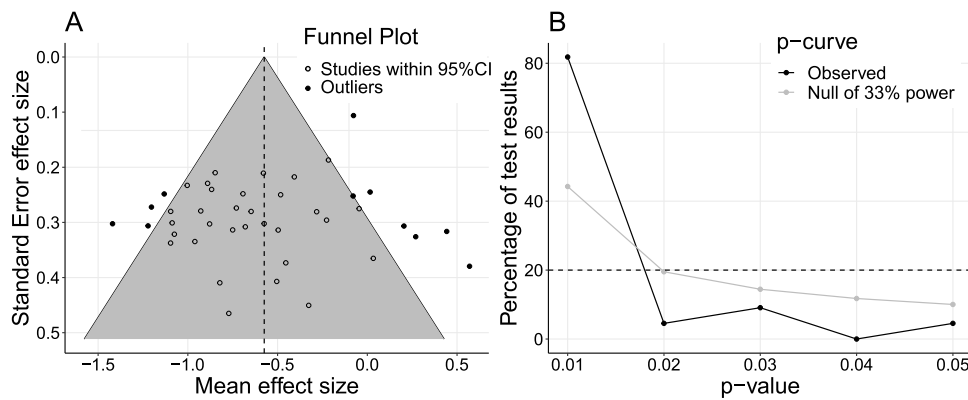 A
Funnel Plot
Studies within 95%CI
Outliers
0.0
0.1
0.2
0.3
0.4
0.5
Standard Error effect size
−1.5
−1.0
−0.5
0.0
0.5
Mean effect size
B
p−curve
Observed
Null of 33% power
80
60
40
20
0
Percentage of test results
0.01
0.02
0.03
0.04
0.05
p−value